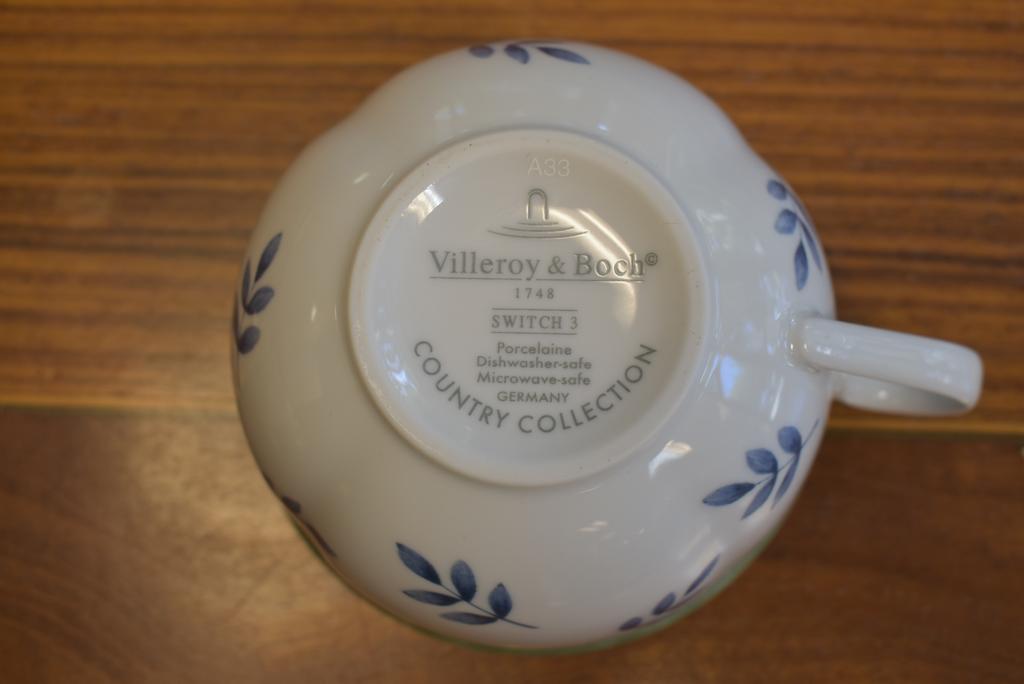 A33
Villeroy & Boch©
1748
SWITCH 3
Porcelaine
Dishwasher-safe
Microwave-safe
GERMANY
COUNTRY COLLECTION